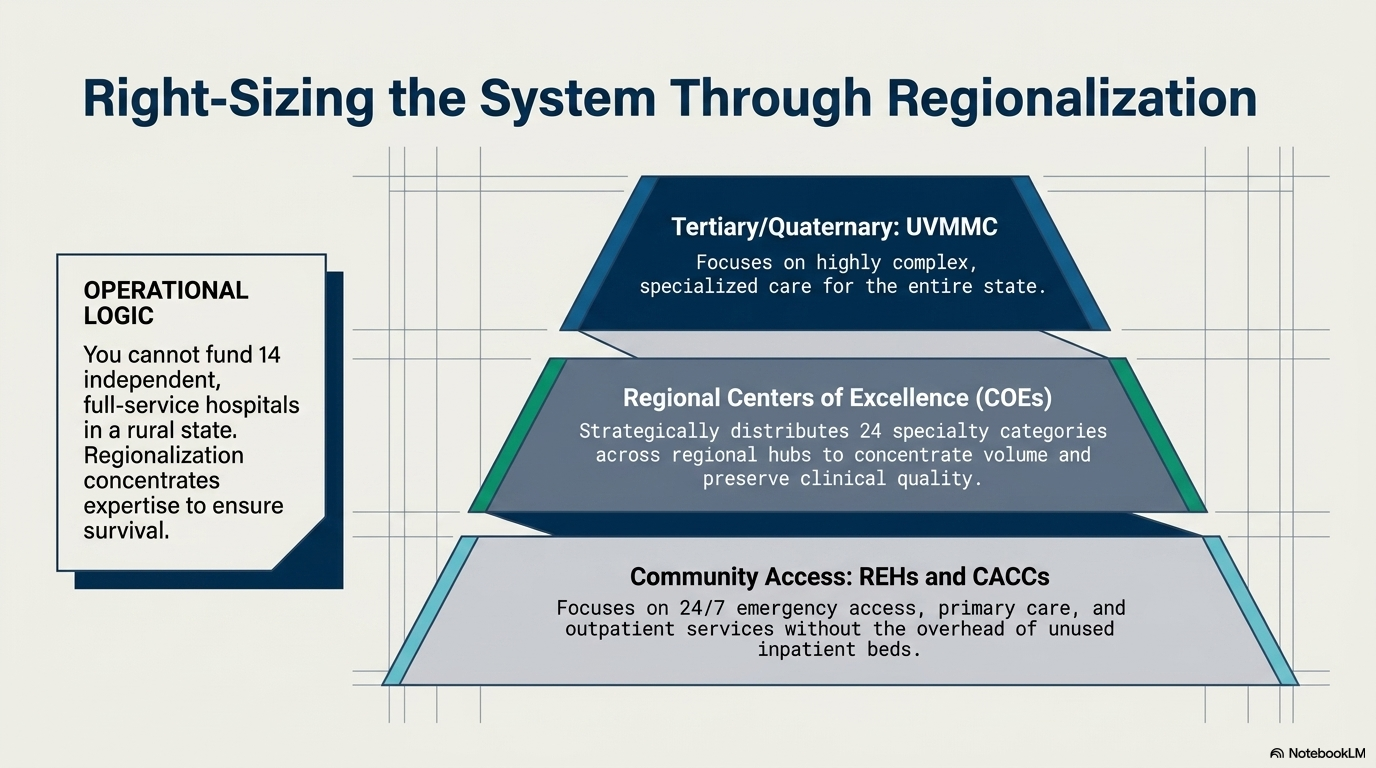 Right-Sizing the System Through Regionalization
OPERATIONAL
LOGIC
You cannot fund 14
independent,
full-service hospitals
in a rural state.
Regionalization
concentrates
expertise to ensure
survival.
Tertiary/Quaternary: UVMMC
Focuses on highly complex,
specialized care for the entire state.
Regional Centers of Excellence (COEs)
Strategically distributes 24 specialty categories
across regional hubs to concentrate volume and
preserve clinical quality.
Community Access: REHs and CACCs
Focuses on 24/7 emergency access, primary care, and
outpatient services without the overhead of unused
inpatient beds.
NotebookLM